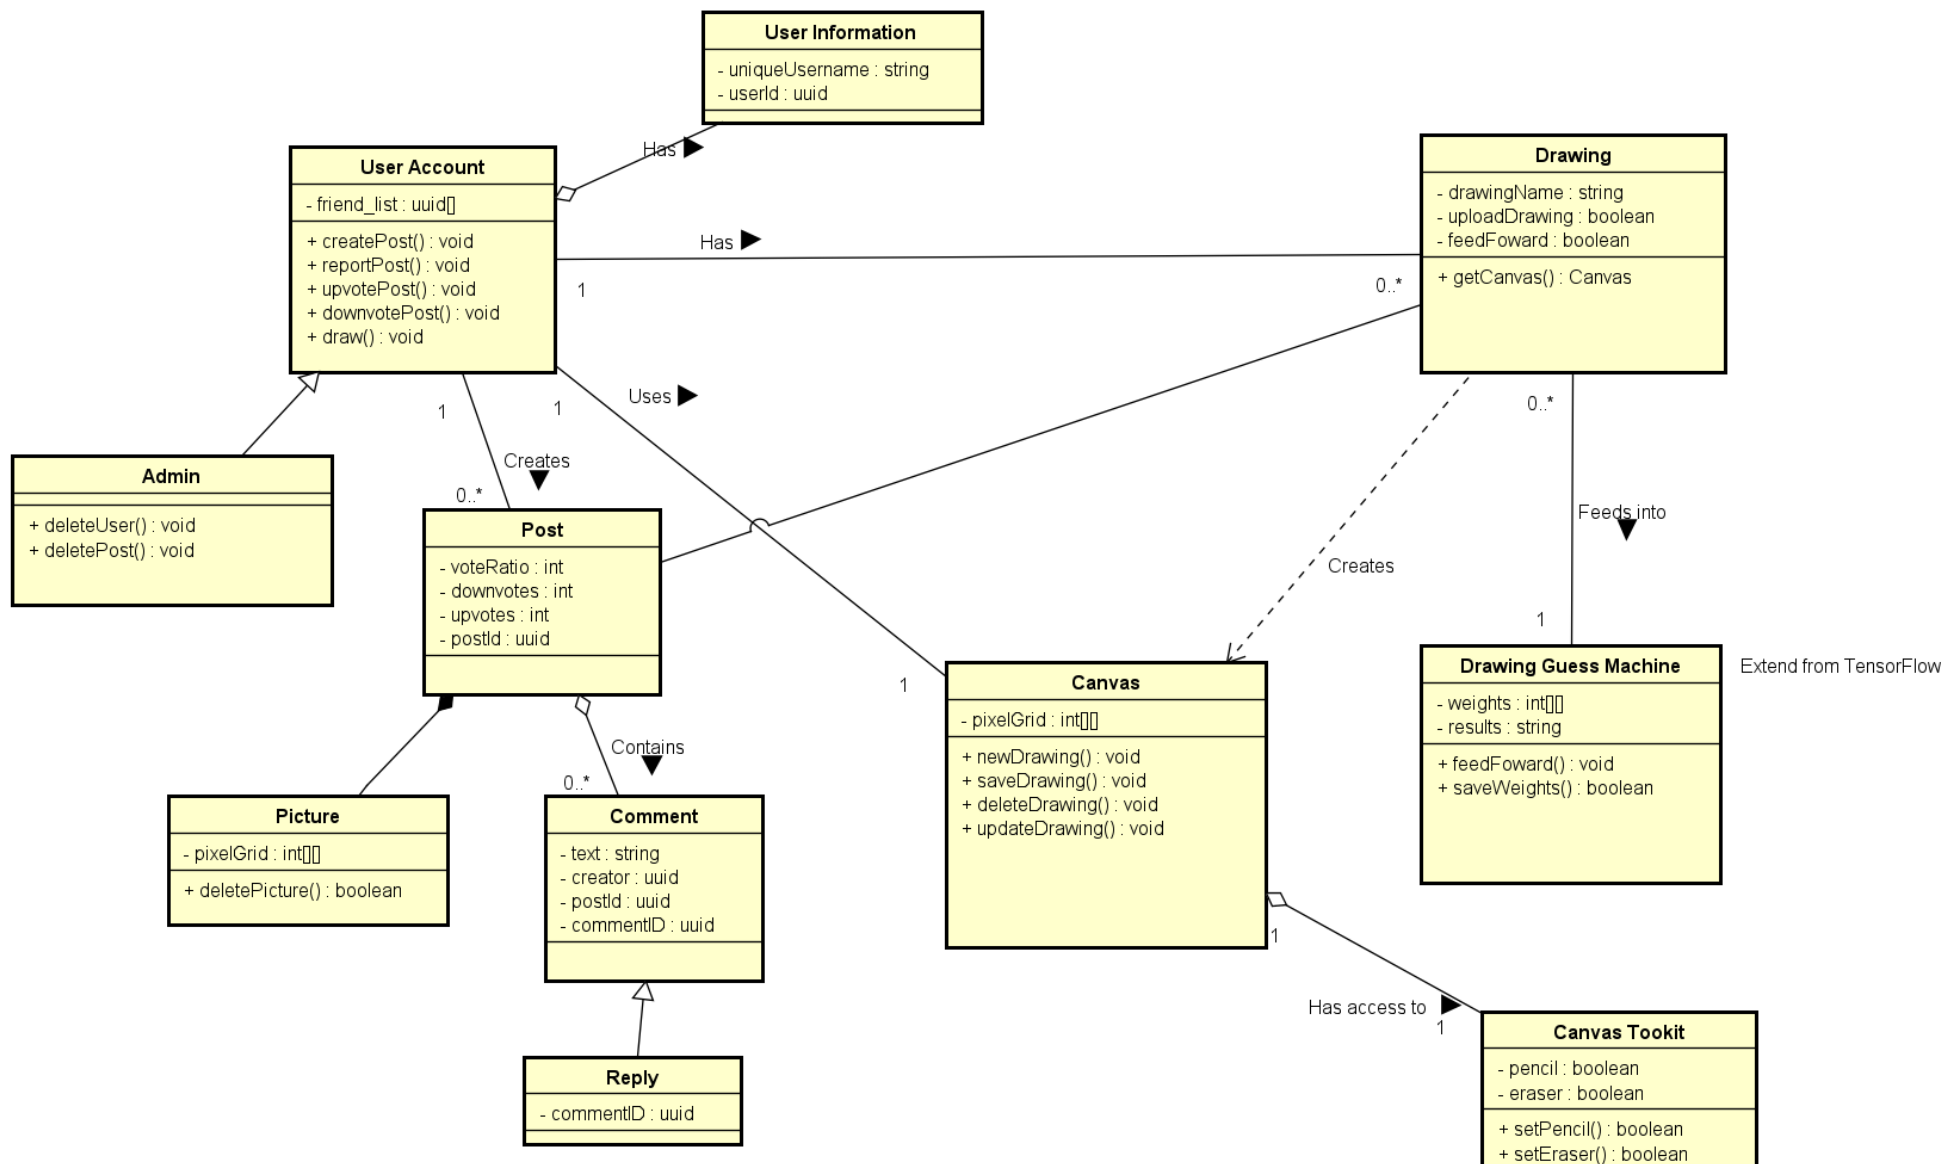 User Information
- uniqueUsername : string
- userId : uuid
Has
User Account
- friend_list : uuid[]
+ createPost() : void
+ reportPost() : void
+ upvotePost() : void
+ downvotePost() : void
+ draw() : void
Has
1
0..*
Drawing
- drawingName : string
- uploadDrawing : boolean
- feedFoward : boolean
+ getCanvas() : Canvas
Uses
1
1
1
Creates
0..*
Admin
+ deleteUser() : void
+ deletePost() : void
Post
- voteRatio : int
- downvotes : int
- upvotes : int
- postId : uuid
Creates
0..*
Feeds into
1
Drawing Guess Machine
- weights : int[][]
- results : string
+ feedFoward() : void
+ saveWeights() : boolean
Extend from TensorFlow
Canvas
- pixelGrid : int[][]
+ newDrawing() : void
+ saveDrawing() : void
+ deleteDrawing() : void
+ updateDrawing() : void
Contains
0..*
Picture
- pixelGrid : int[][]
+ deletePicture() : boolean
Comment
- text : string
- creator : uuid
- postId : uuid
- commentID : uuid
1
Has access to
1
Reply
- commentID : uuid
Canvas Tookit
- pencil : boolean
- eraser : boolean
+ setPencil() : boolean
+ setEraser() : boolean